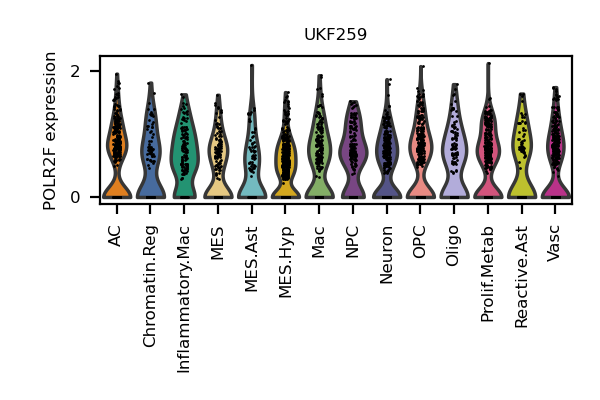 UKF259
POLR2F expression
2
0
AC
Chromatin.Reg
Inflammatory.Mac
MES
MES.Ast
MES.Hyp
Mac
NPC
Neuron
OPC
Oligo
Prolif.Metab
Reactive.Ast
Vasc